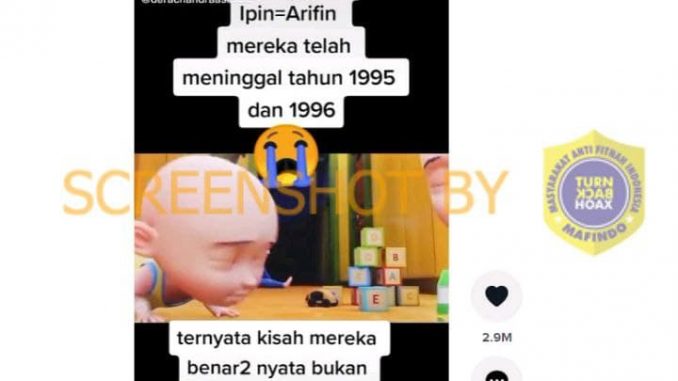 Ipin=Arifin
mereka telah
meninggal tahun 1995
dan 1996
SCREENSHOT BY
MASYARAKAT ANTI FITNAH INDONESIA
TURN
BACK
HOAX
MAFINDO
O
O B
E A
E C
2.9M
ternyata kisah mereka
benar2 nyata bukan